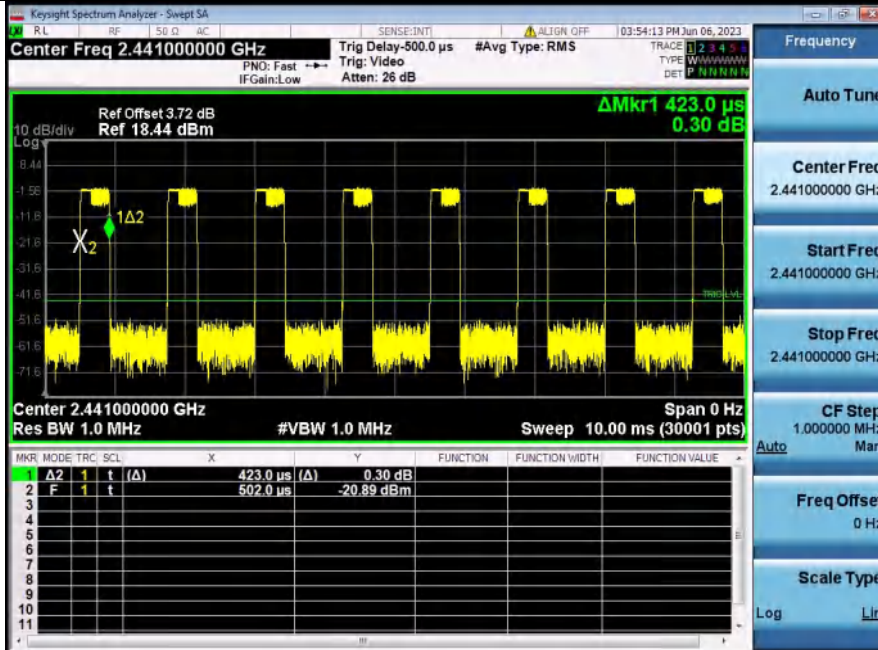 Keysight Spectrum Analyzer - Swept SA
RL RF 50 Ω AC SENSE:INT ALIGN OFF 03:54:13 PM Jun 06, 2023
Center Freq 2.441000000 GHz
PNO: Fast
IFGain:Low
Trig Delay-500.0 µs
Trig: Video
Atten: 26 dB
#Avg Type: RMS
TRACE 1 2 3 4 5 6
TYPE W
DET P N N N N N
ΔMkr1 423.0 µs
0.30 dB
Ref Offset 3.72 dB
10 dB/div Ref 18.44 dBm
Log
8.44
-1.56
-11.6
-21.6
-31.6
-41.6
-51.6
-61.6
-71.6
1Δ2
X2
TRIG LVL
Center 2.441000000 GHz Span 0 Hz
Res BW 1.0 MHz #VBW 1.0 MHz Sweep 10.00 ms (30001 pts)
MKR MODE TRC SCL X Y FUNCTION FUNCTION WIDTH FUNCTION VALUE
1 Δ2 1 t (Δ) 423.0 µs (Δ) 0.30 dB
2 F 1 t 502.0 µs -20.89 dBm
3
4
5
6
7
8
9
10
11
Frequency
Auto Tune
Center Freq
2.441000000 GHz
Start Freq
2.441000000 GHz
Stop Freq
2.441000000 GHz
CF Step
1.000000 MHz
Auto Man
Freq Offset
0 Hz
Scale Type
Log Lin